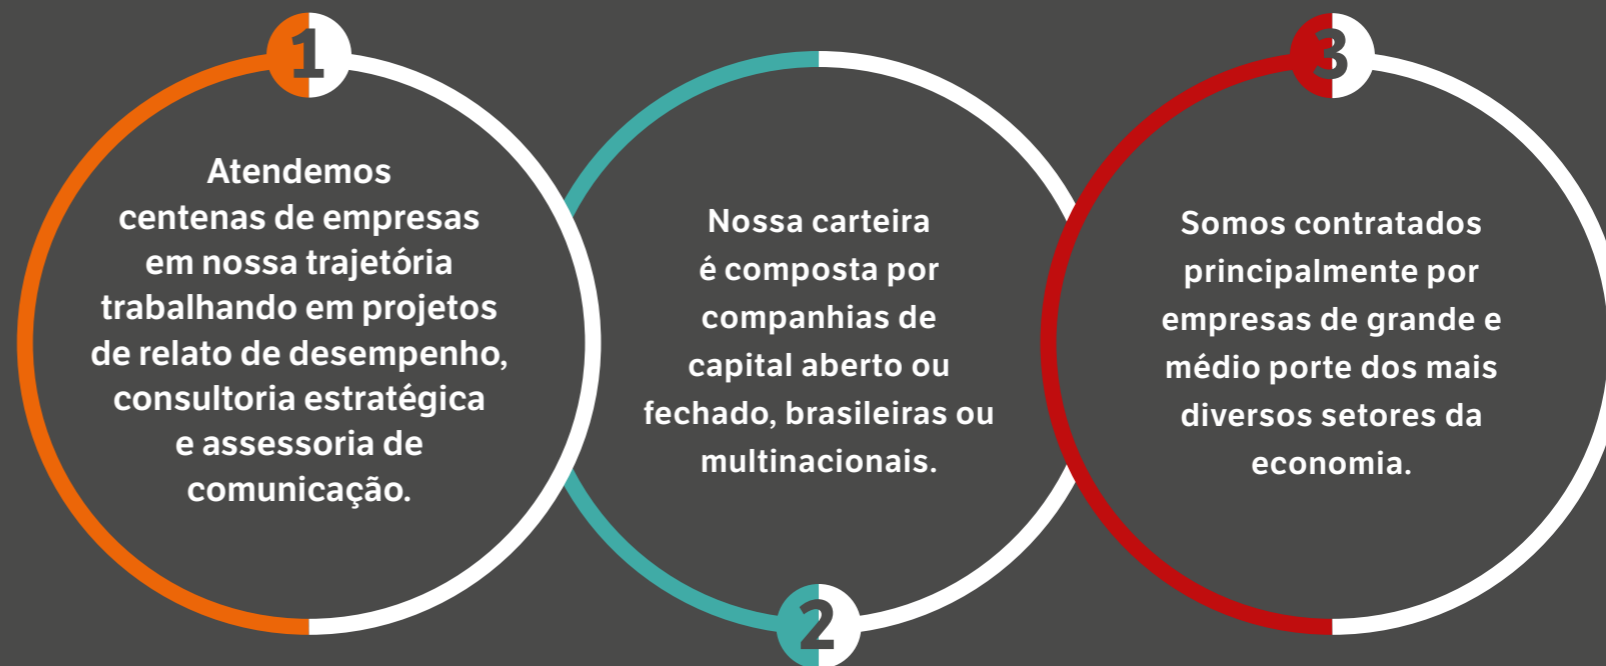 1
Atendemos
centenas de empresas
em nossa trajetória
trabalhando em projetos
de relato de desempenho,
consultoria estratégica
e assessoria de
comunicação.
2
Nossa carteira
é composta por
companhias de
capital aberto ou
fechado, brasileiras ou
multinacionais.
3
Somos contratados
principalmente por
empresas de grande e
médio porte dos mais
diversos setores da
economia.